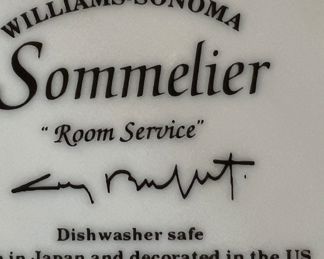 WILLIAMS-SONOMA
Sommelier
"Room Service"
Dishwasher safe
in Japan and decorated in the US